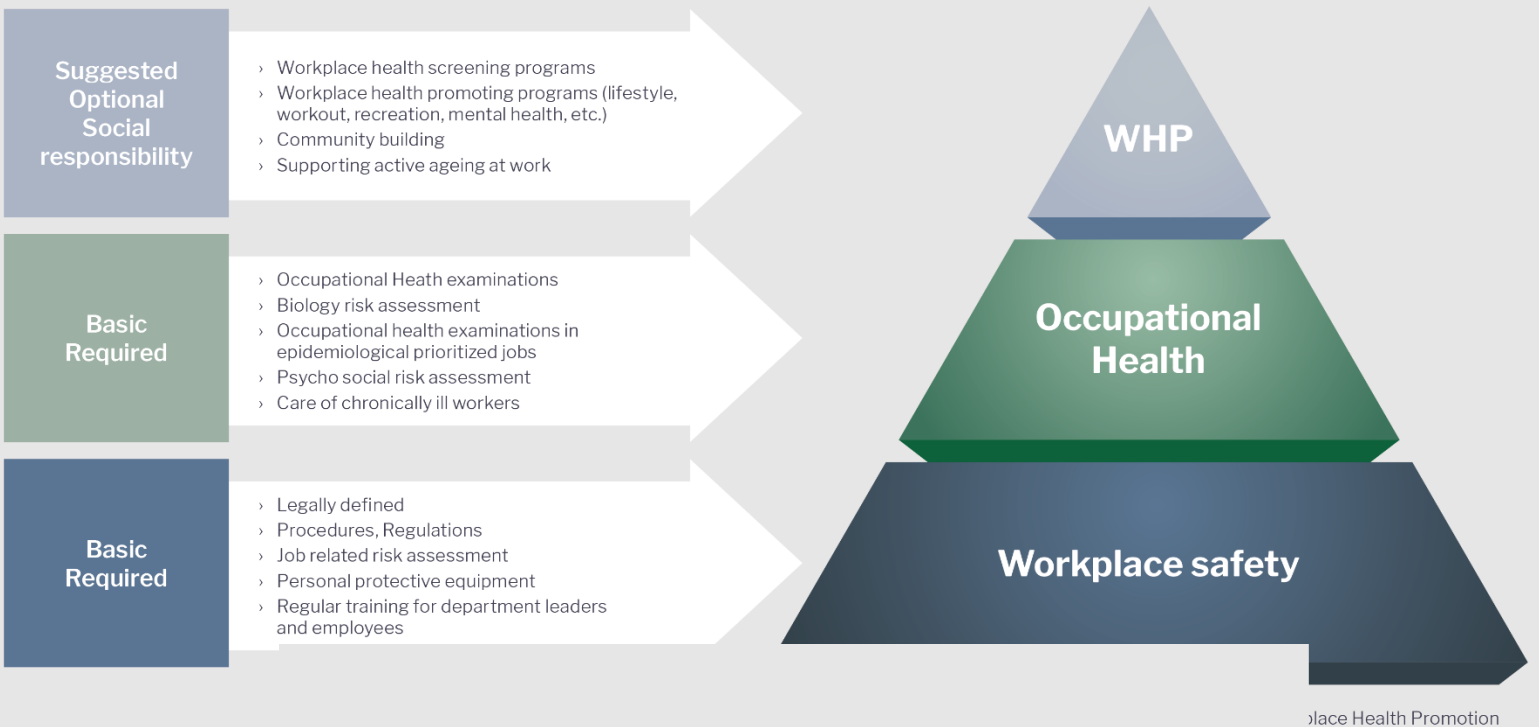 Suggested
Optional
Social
responsibility
› Workplace health screening programs
› Workplace health promoting programs (lifestyle,
workout, recreation, mental health, etc.)
› Community building
› Supporting active ageing at work
WHP
Basic
Required
› Occupational Heath examinations
› Biology risk assessment
› Occupational health examinations in
epidemiological prioritized jobs
› Psycho social risk assessment
› Care of chronically ill workers
Occupational
Health
Basic
Required
› Legally defined
› Procedures, Regulations
› Job related risk assessment
› Personal protective equipment
› Regular training for department leaders
and employees
Workplace safety
Health Promotion